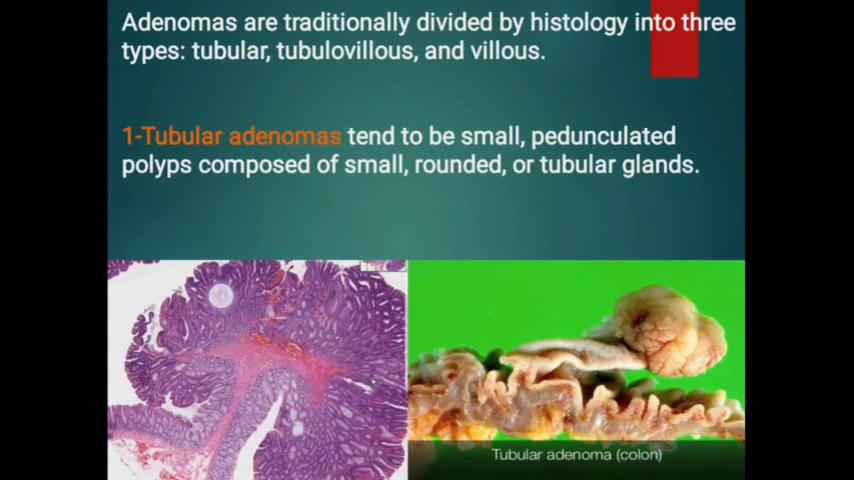 Adenomas are traditionally divided by histology into three
types: tubular, tubulovillous, and villous.
1-Tubular adenomas tend to be small, pedunculated
polyps composed of small, rounded, or tubular glands.
Tubular adenoma (colon)